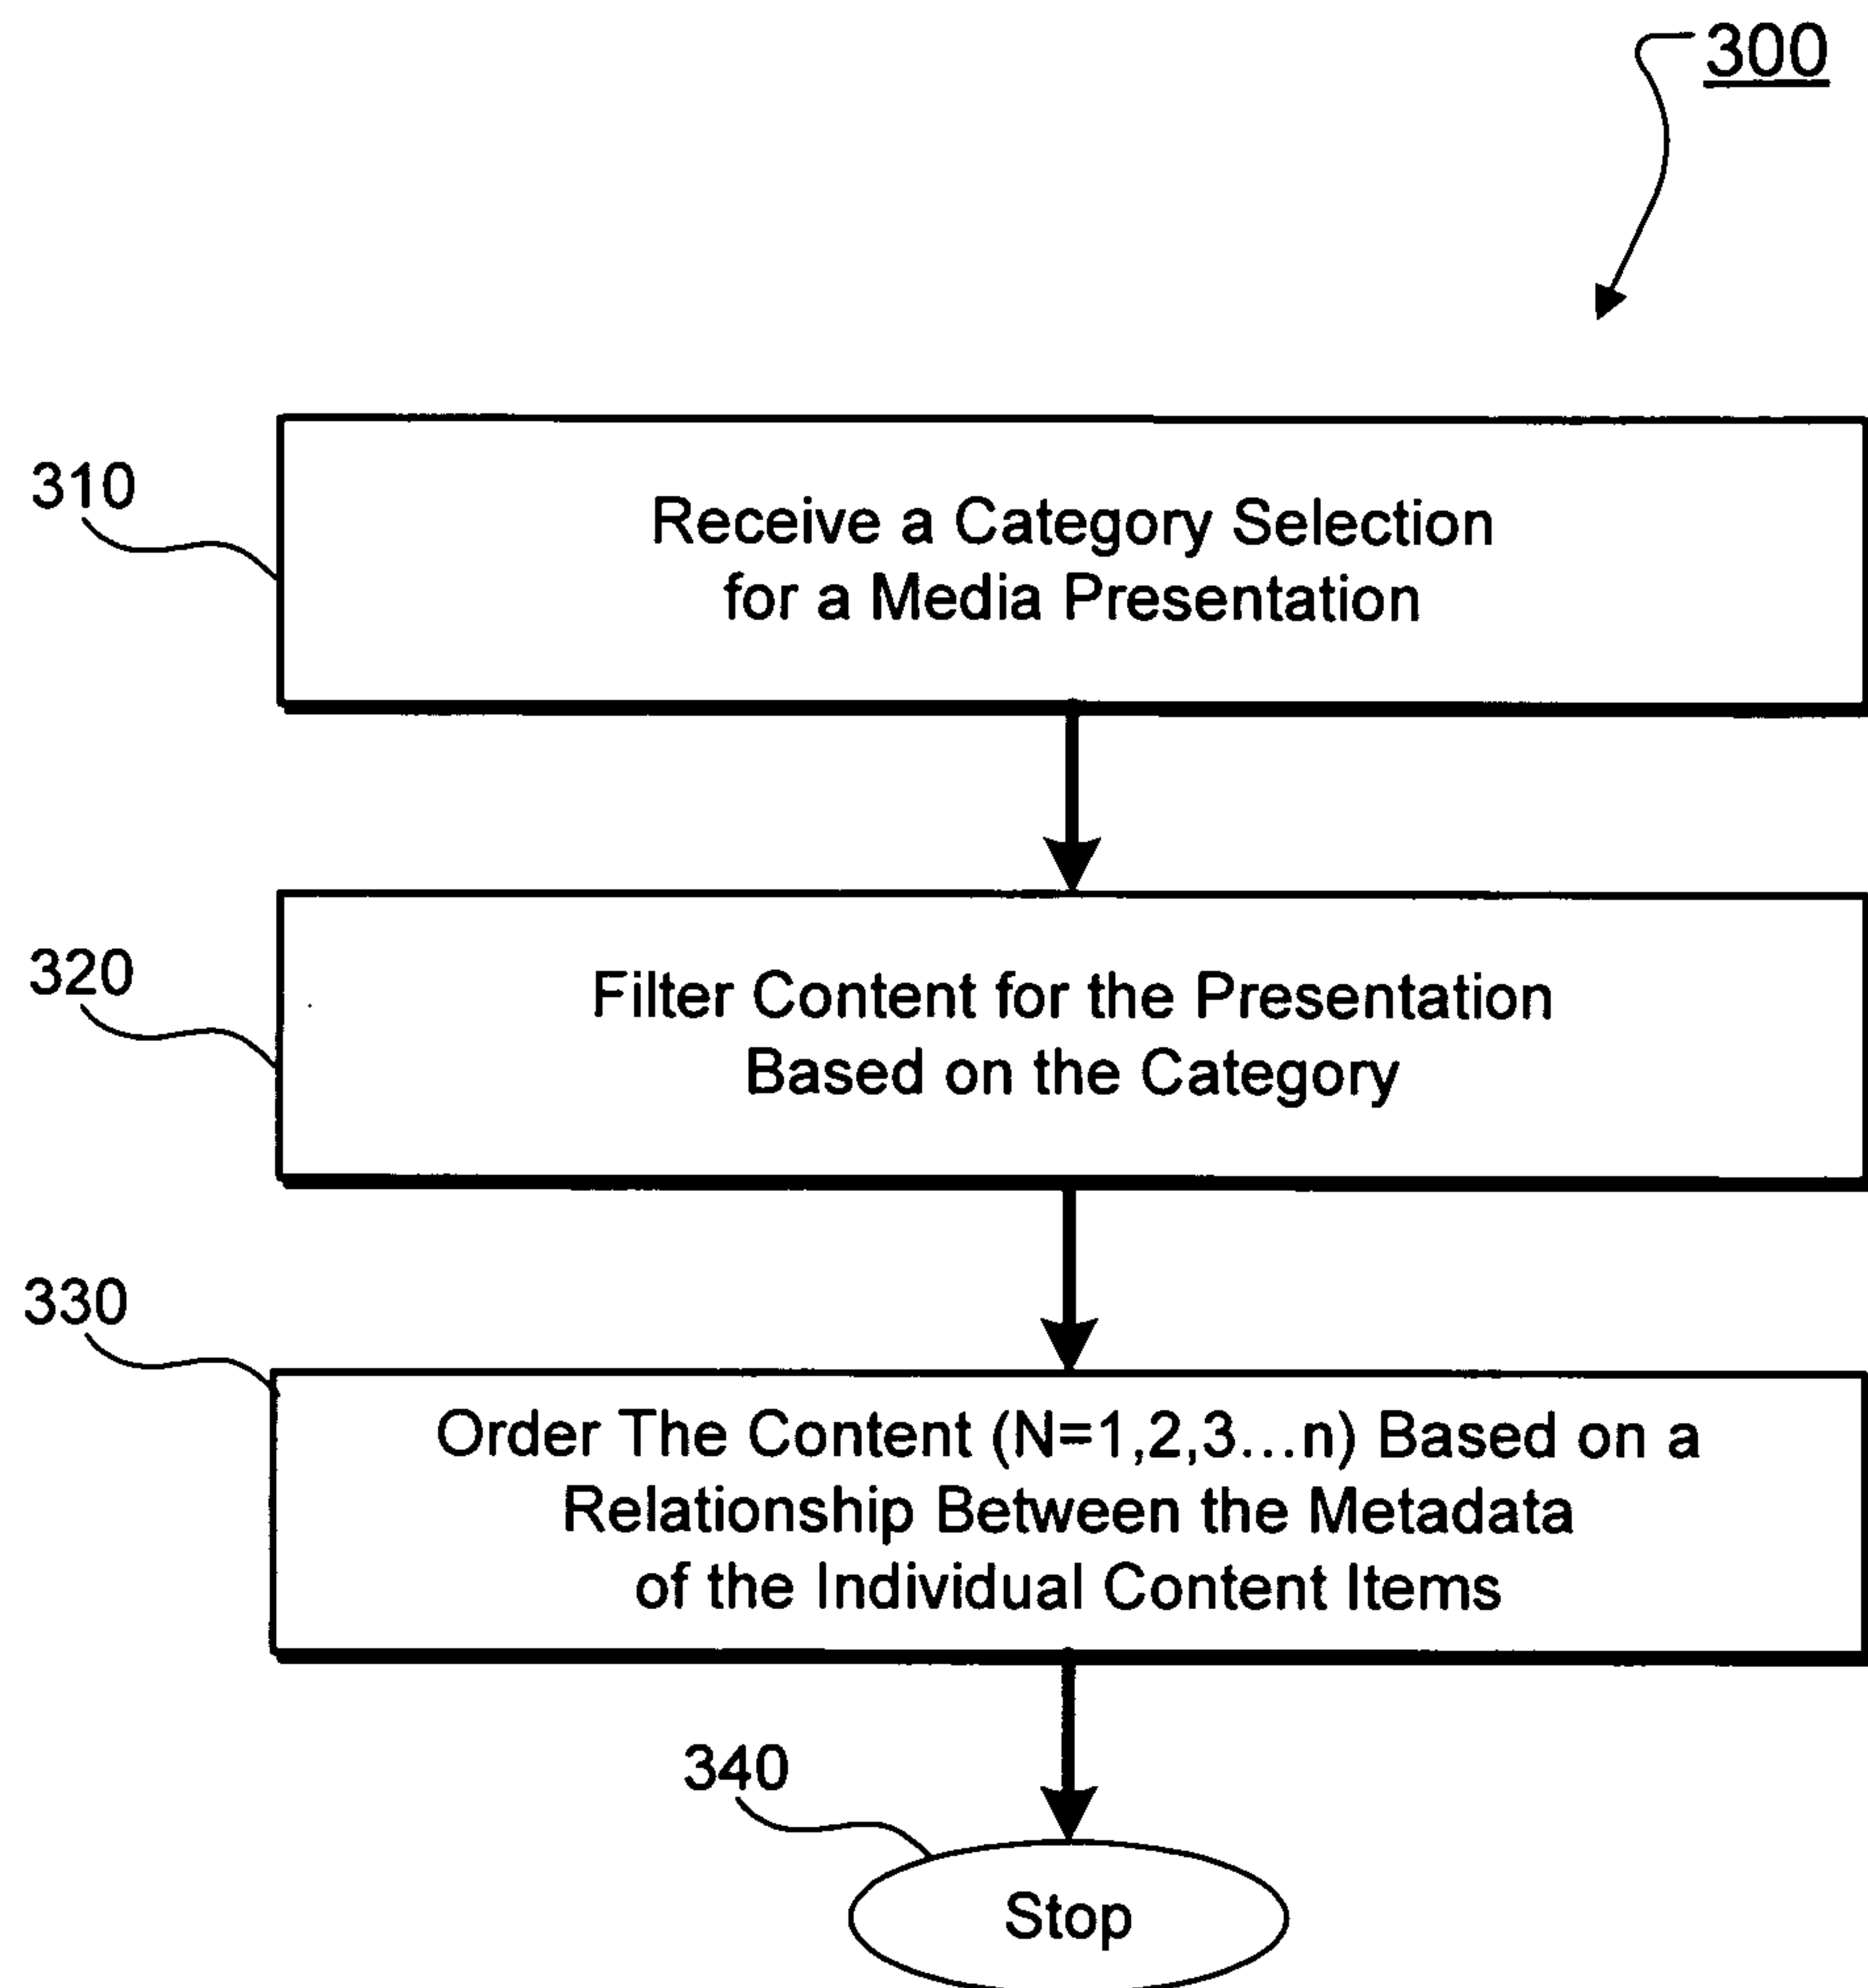 300
310
Receive a Category Selection
for a Media Presentation
320
Filter Content for the Presentation
Based on the Category
330
Order The Content (N=1,2,3...n) Based on a
Relationship Between the Metadata
of the Individual Content Items
340
Stop